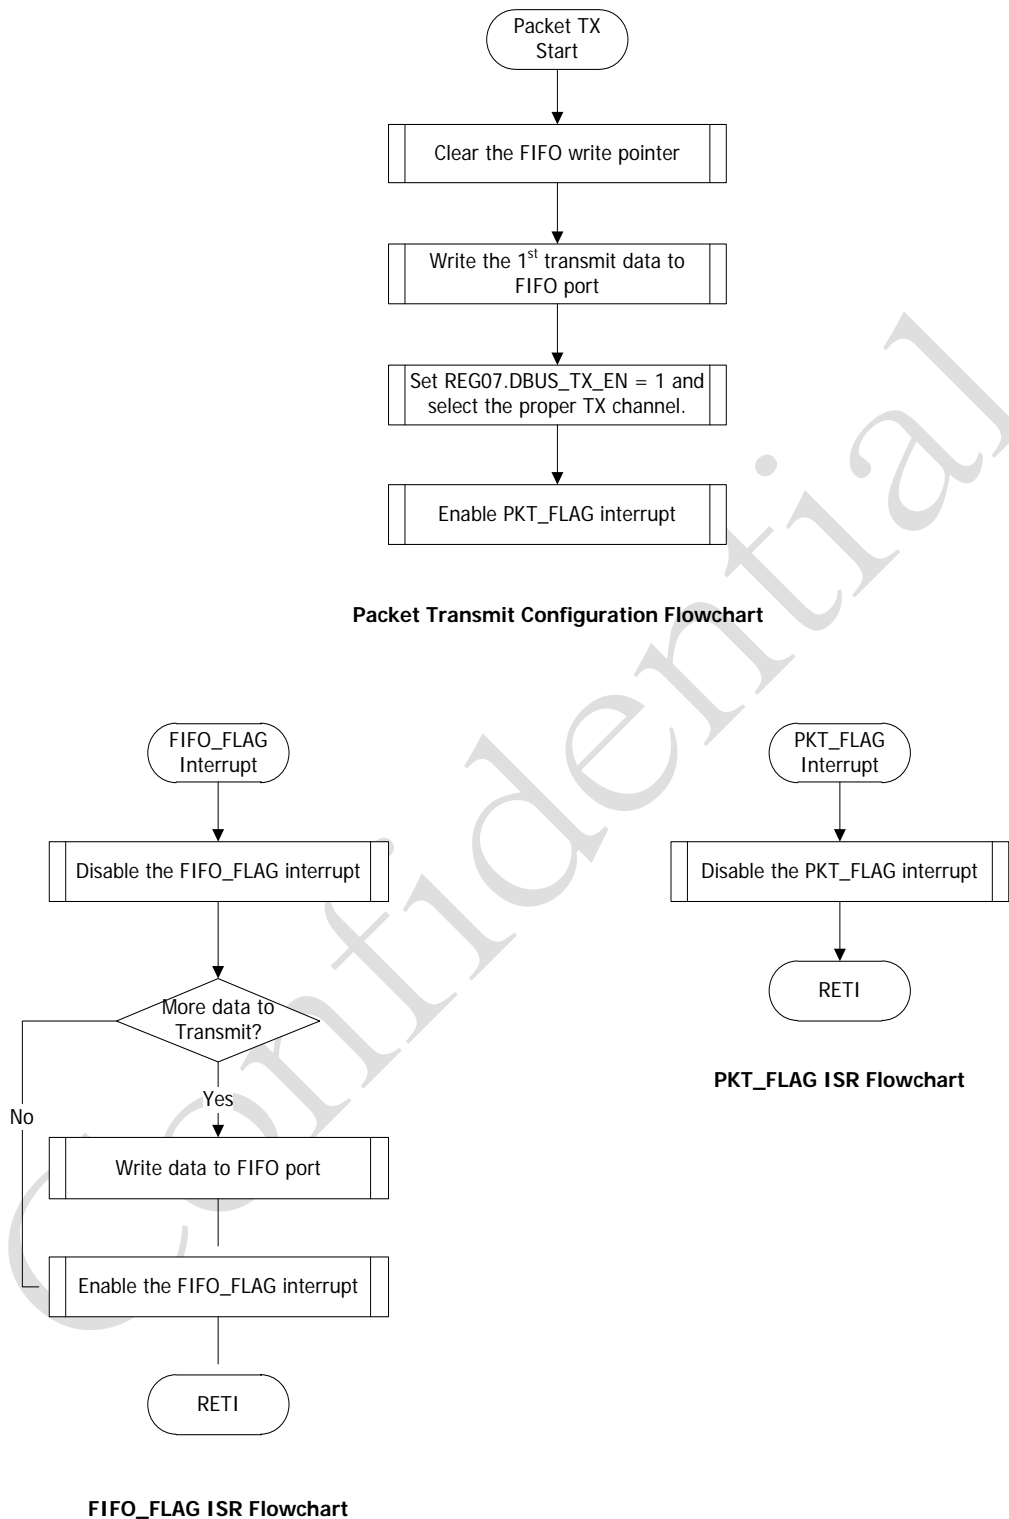 Packet TX
Start
Clear the FIFO write pointer
Write the 1st transmit data to
FIFO port
Set REG07.DBUS_TX_EN = 1 and
select the proper TX channel.
Enable PKT_FLAG interrupt
Packet Transmit Configuration Flowchart
FIFO_FLAG
Interrupt
Disable the FIFO_FLAG interrupt
More data to
Transmit?
Yes
No
Write data to FIFO port
Enable the FIFO_FLAG interrupt
RETI
FIFO_FLAG ISR Flowchart
PKT_FLAG
Interrupt
Disable the PKT_FLAG interrupt
RETI
PKT_FLAG ISR Flowchart
Confidential